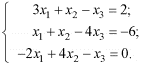 3x₁ + x₂ − x₃ = 2;
x₁ + x₂ − 4x₃ = −6;
−2x₁ + 4x₂ − x₃ = 0.